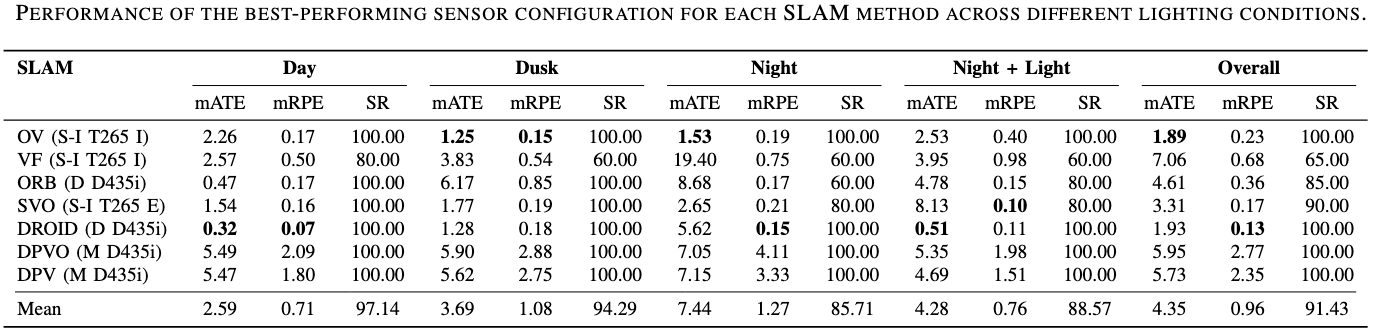 PERFORMANCE OF THE BEST-PERFORMING SENSOR CONFIGURATION FOR EACH SLAM METHOD ACROSS DIFFERENT LIGHTING CONDITIONS.
SLAM Day Dusk Night Night + Light Overall
mATE mRPE SR mATE mRPE SR mATE mRPE SR mATE mRPE SR mATE mRPE SR
OV (S-I T265 I) 2.26 0.17 100.00 1.25 0.15 100.00 1.53 0.19 100.00 2.53 0.40 100.00 1.89 0.23 100.00
VF (S-I T265 I) 2.57 0.50 80.00 3.83 0.54 60.00 19.40 0.75 60.00 3.95 0.98 60.00 7.06 0.68 65.00
ORB (D D435i) 0.47 0.17 100.00 6.17 0.85 100.00 8.68 0.17 60.00 4.78 0.15 80.00 4.61 0.36 85.00
SVO (S-I T265 E) 1.54 0.16 100.00 1.77 0.19 100.00 2.65 0.21 80.00 8.13 0.10 80.00 3.31 0.17 90.00
DROID (D D435i) 0.32 0.07 100.00 1.28 0.18 100.00 5.62 0.15 100.00 0.51 0.11 100.00 1.93 0.13 100.00
DPVO (M D435i) 5.49 2.09 100.00 5.90 2.88 100.00 7.05 4.11 100.00 5.35 1.98 100.00 5.95 2.77 100.00
DPV (M D435i) 5.47 1.80 100.00 5.62 2.75 100.00 7.15 3.33 100.00 4.69 1.51 100.00 5.73 2.35 100.00
Mean 2.59 0.71 97.14 3.69 1.08 94.29 7.44 1.27 85.71 4.28 0.76 88.57 4.35 0.96 91.43